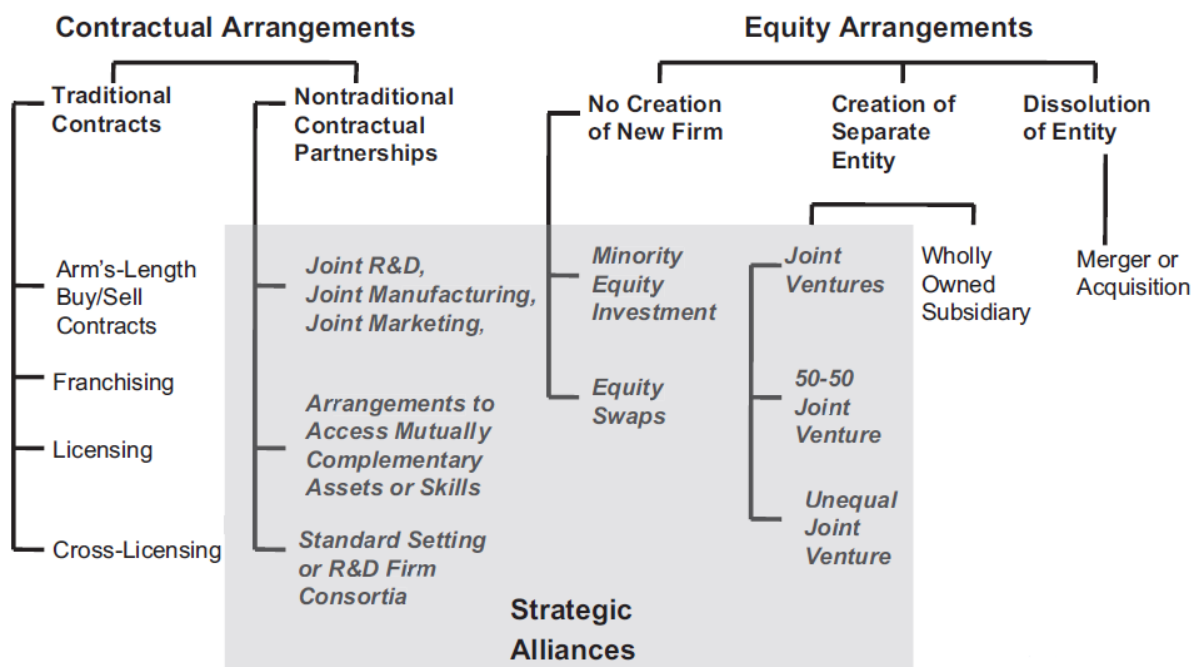 Contractual Arrangements
Equity Arrangements
Traditional
Contracts
Nontraditional
Contractual
Partnerships
No Creation
of New Firm
Creation of
Separate
Entity
Dissolution
of Entity
Arm's-Length
Buy/Sell
Contracts
Franchising
Licensing
Cross-Licensing
Joint R&D,
Joint Manufacturing,
Joint Marketing,
Arrangements to
Access Mutually
Complementary
Assets or Skills
Standard Setting
or R&D Firm
Consortia
Minority
Equity
Investment
Equity
Swaps
Joint
Ventures
50-50
Joint
Venture
Unequal
Joint
Venture
Wholly
Owned
Subsidiary
Merger or
Acquisition
Strategic
Alliances